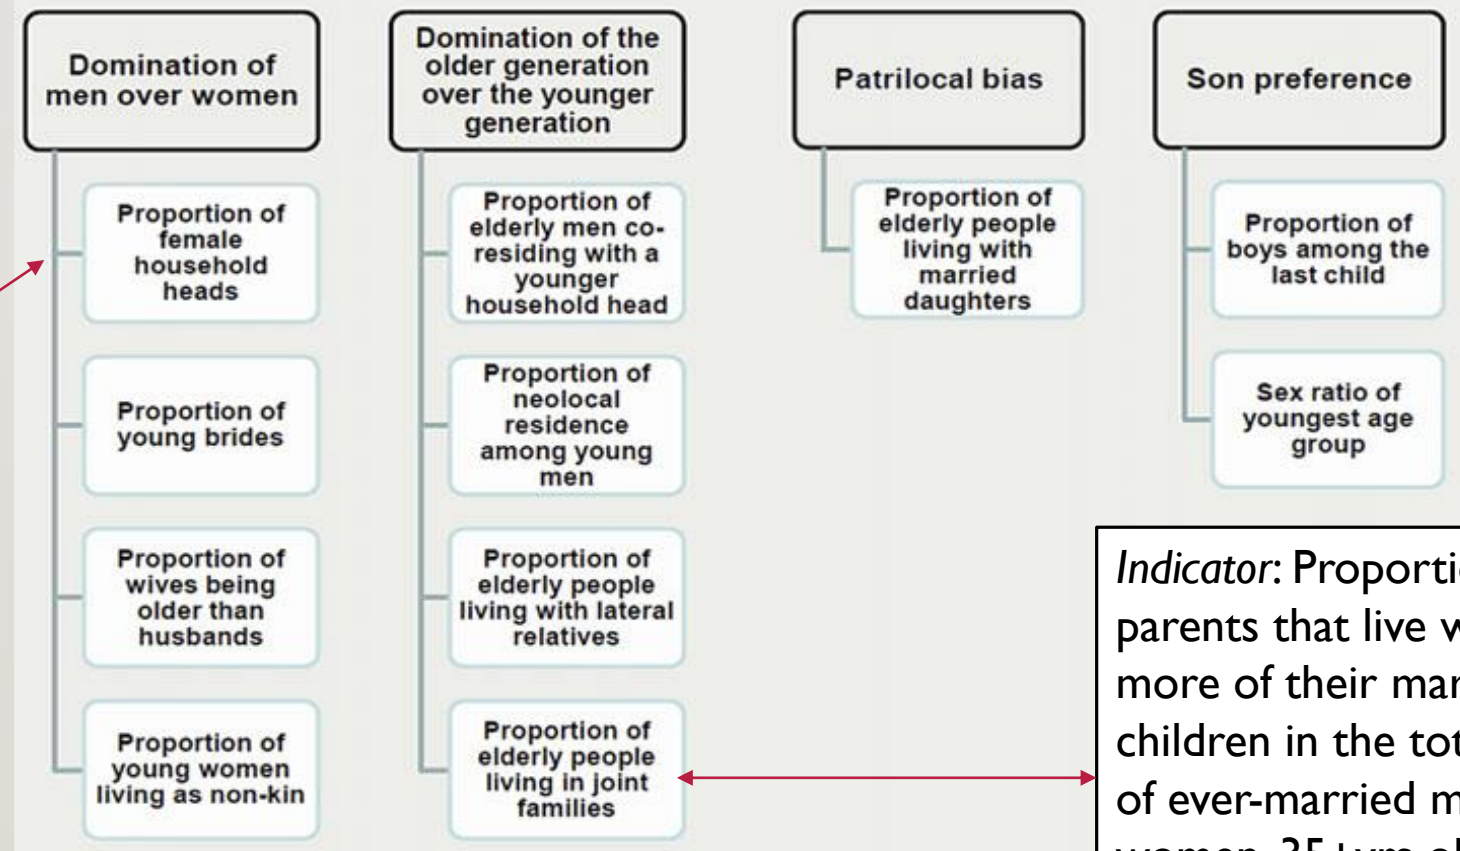 Domination of
men over women
Proportion of
female
household
heads
Proportion of
young brides
Proportion of
wives being
older than
husbands
Proportion of
young women
living as non-kin
Domination of the
older generation
over the younger
generation
Proportion of
elderly men co-
residing with a
younger
household head
Proportion of
neolocal
residence
among young
men
Proportion of
elderly people
living with lateral
relatives
Proportion of
elderly people
living in joint
families
Patrilocal bias
Proportion of
elderly people
living with
married
daughters
Son preference
Proportion of
boys among the
last child
Sex ratio of
youngest age
group
Indicator: Proporti
parents that live
more of their mar
children in the tot
of ever-married m